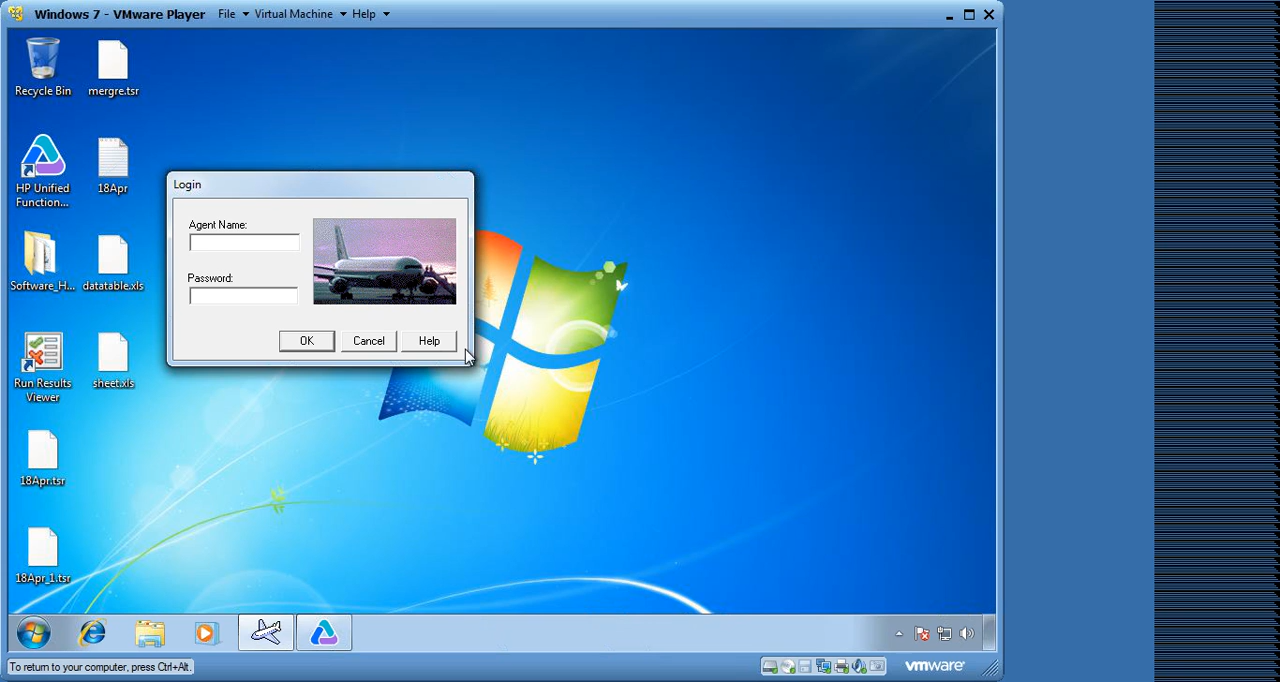 Windows 7 - VMware Player File Virtual Machine Help
Recycle Bin
mergre.tsr
HP Unified
Function...
18Apr
Software_H...
datatable.xls
Run Results
Viewer
sheet.xls
18Apr.tsr
18Apr_1.tsr
Login
Agent Name:
Password:
OK Cancel Help
To return to your computer, press Ctrl+Alt.
vmware